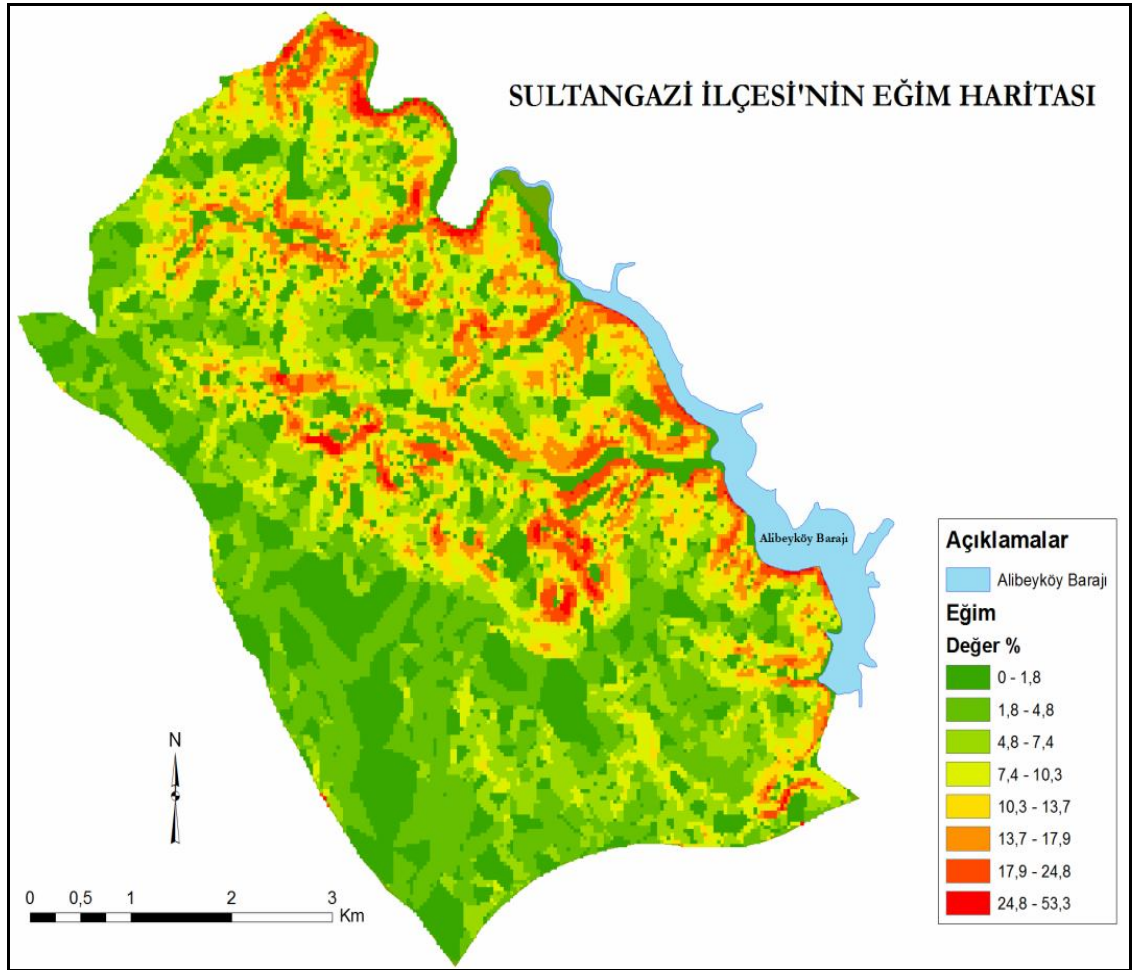 SULTANGAZİ İLÇESİ'NİN EĞİM HARİTASI
Alibeyköy Barajı
Açıklamalar
Alibeyköy Barajı
Eğim
Değer %
0 - 1,8
1,8 - 4,8
4,8 - 7,4
7,4 - 10,3
10,3 - 13,7
13,7 - 17,9
17,9 - 24,8
24,8 - 53,3
N
0 0,5 1 2 3
Km